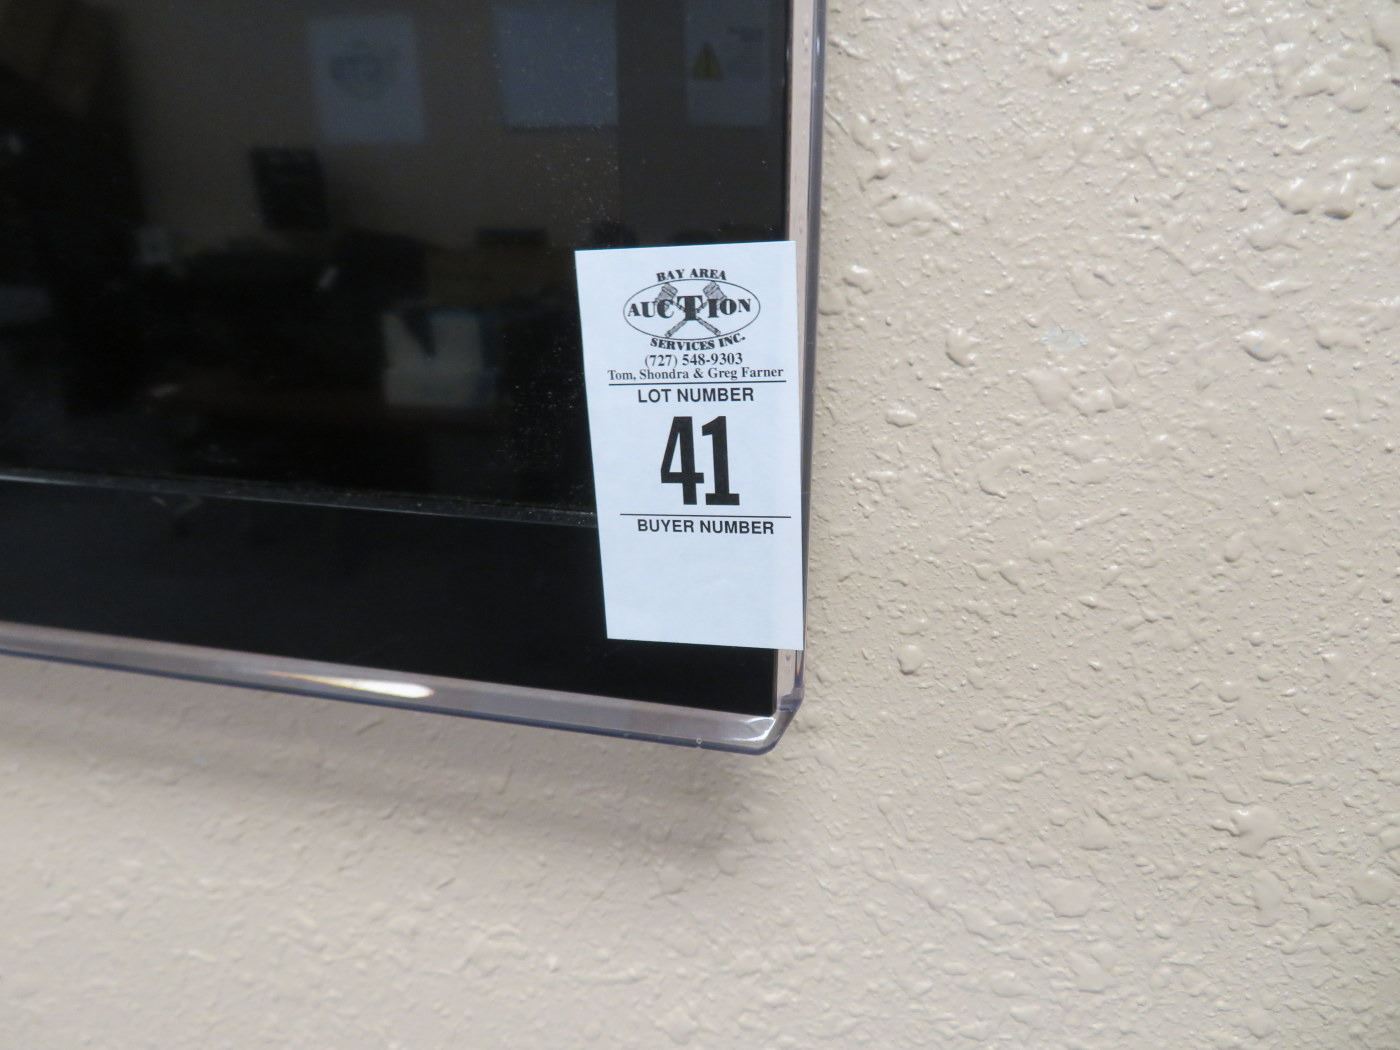 BAY AREA
AUCTION
SERVICES INC.
(727) 548-9303
Tom, Shondra & Greg Farner
LOT NUMBER
41
BUYER NUMBER